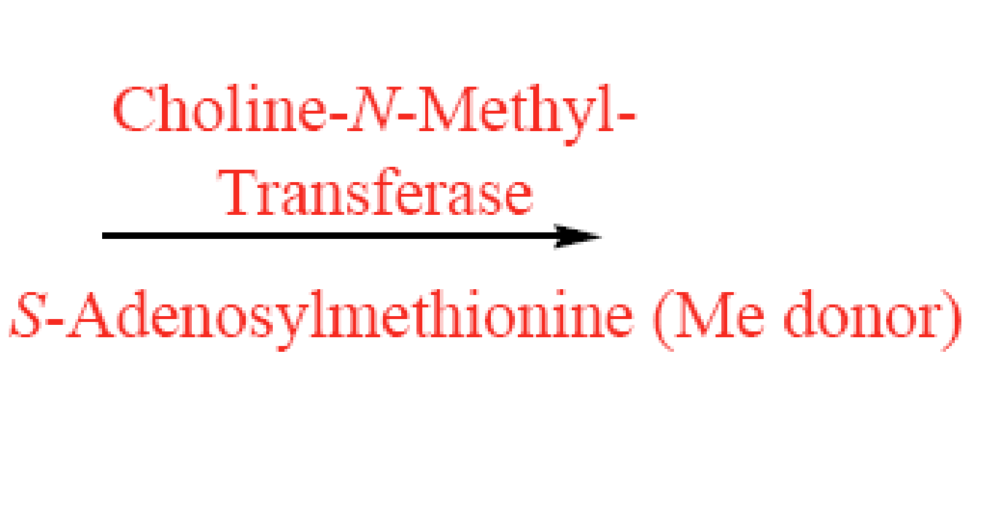 Choline-N-Methyl-
Transferase
S-Adenosylmethionine (Me donor)